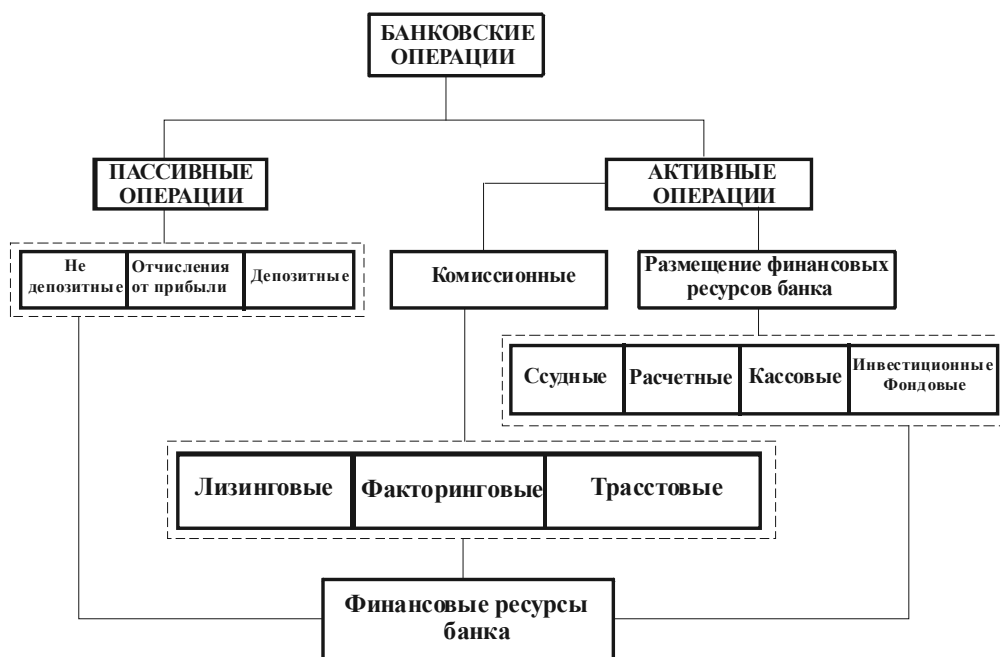 БАНКОВСКИЕ
ОПЕРАЦИИ
ПАССИВНЫЕ
ОПЕРАЦИИ
АКТИВНЫЕ
ОПЕРАЦИИ
Не
депозитные
Отчисления
от прибыли
Депозитные
Комиссионные
Размещение финансовых
ресурсов банка
Ссудные
Расчетные
Кассовые
Инвестиционные
Фондовые
Лизинговые
Факторинговые
Трасстовые
Финансовые ресурсы
банка